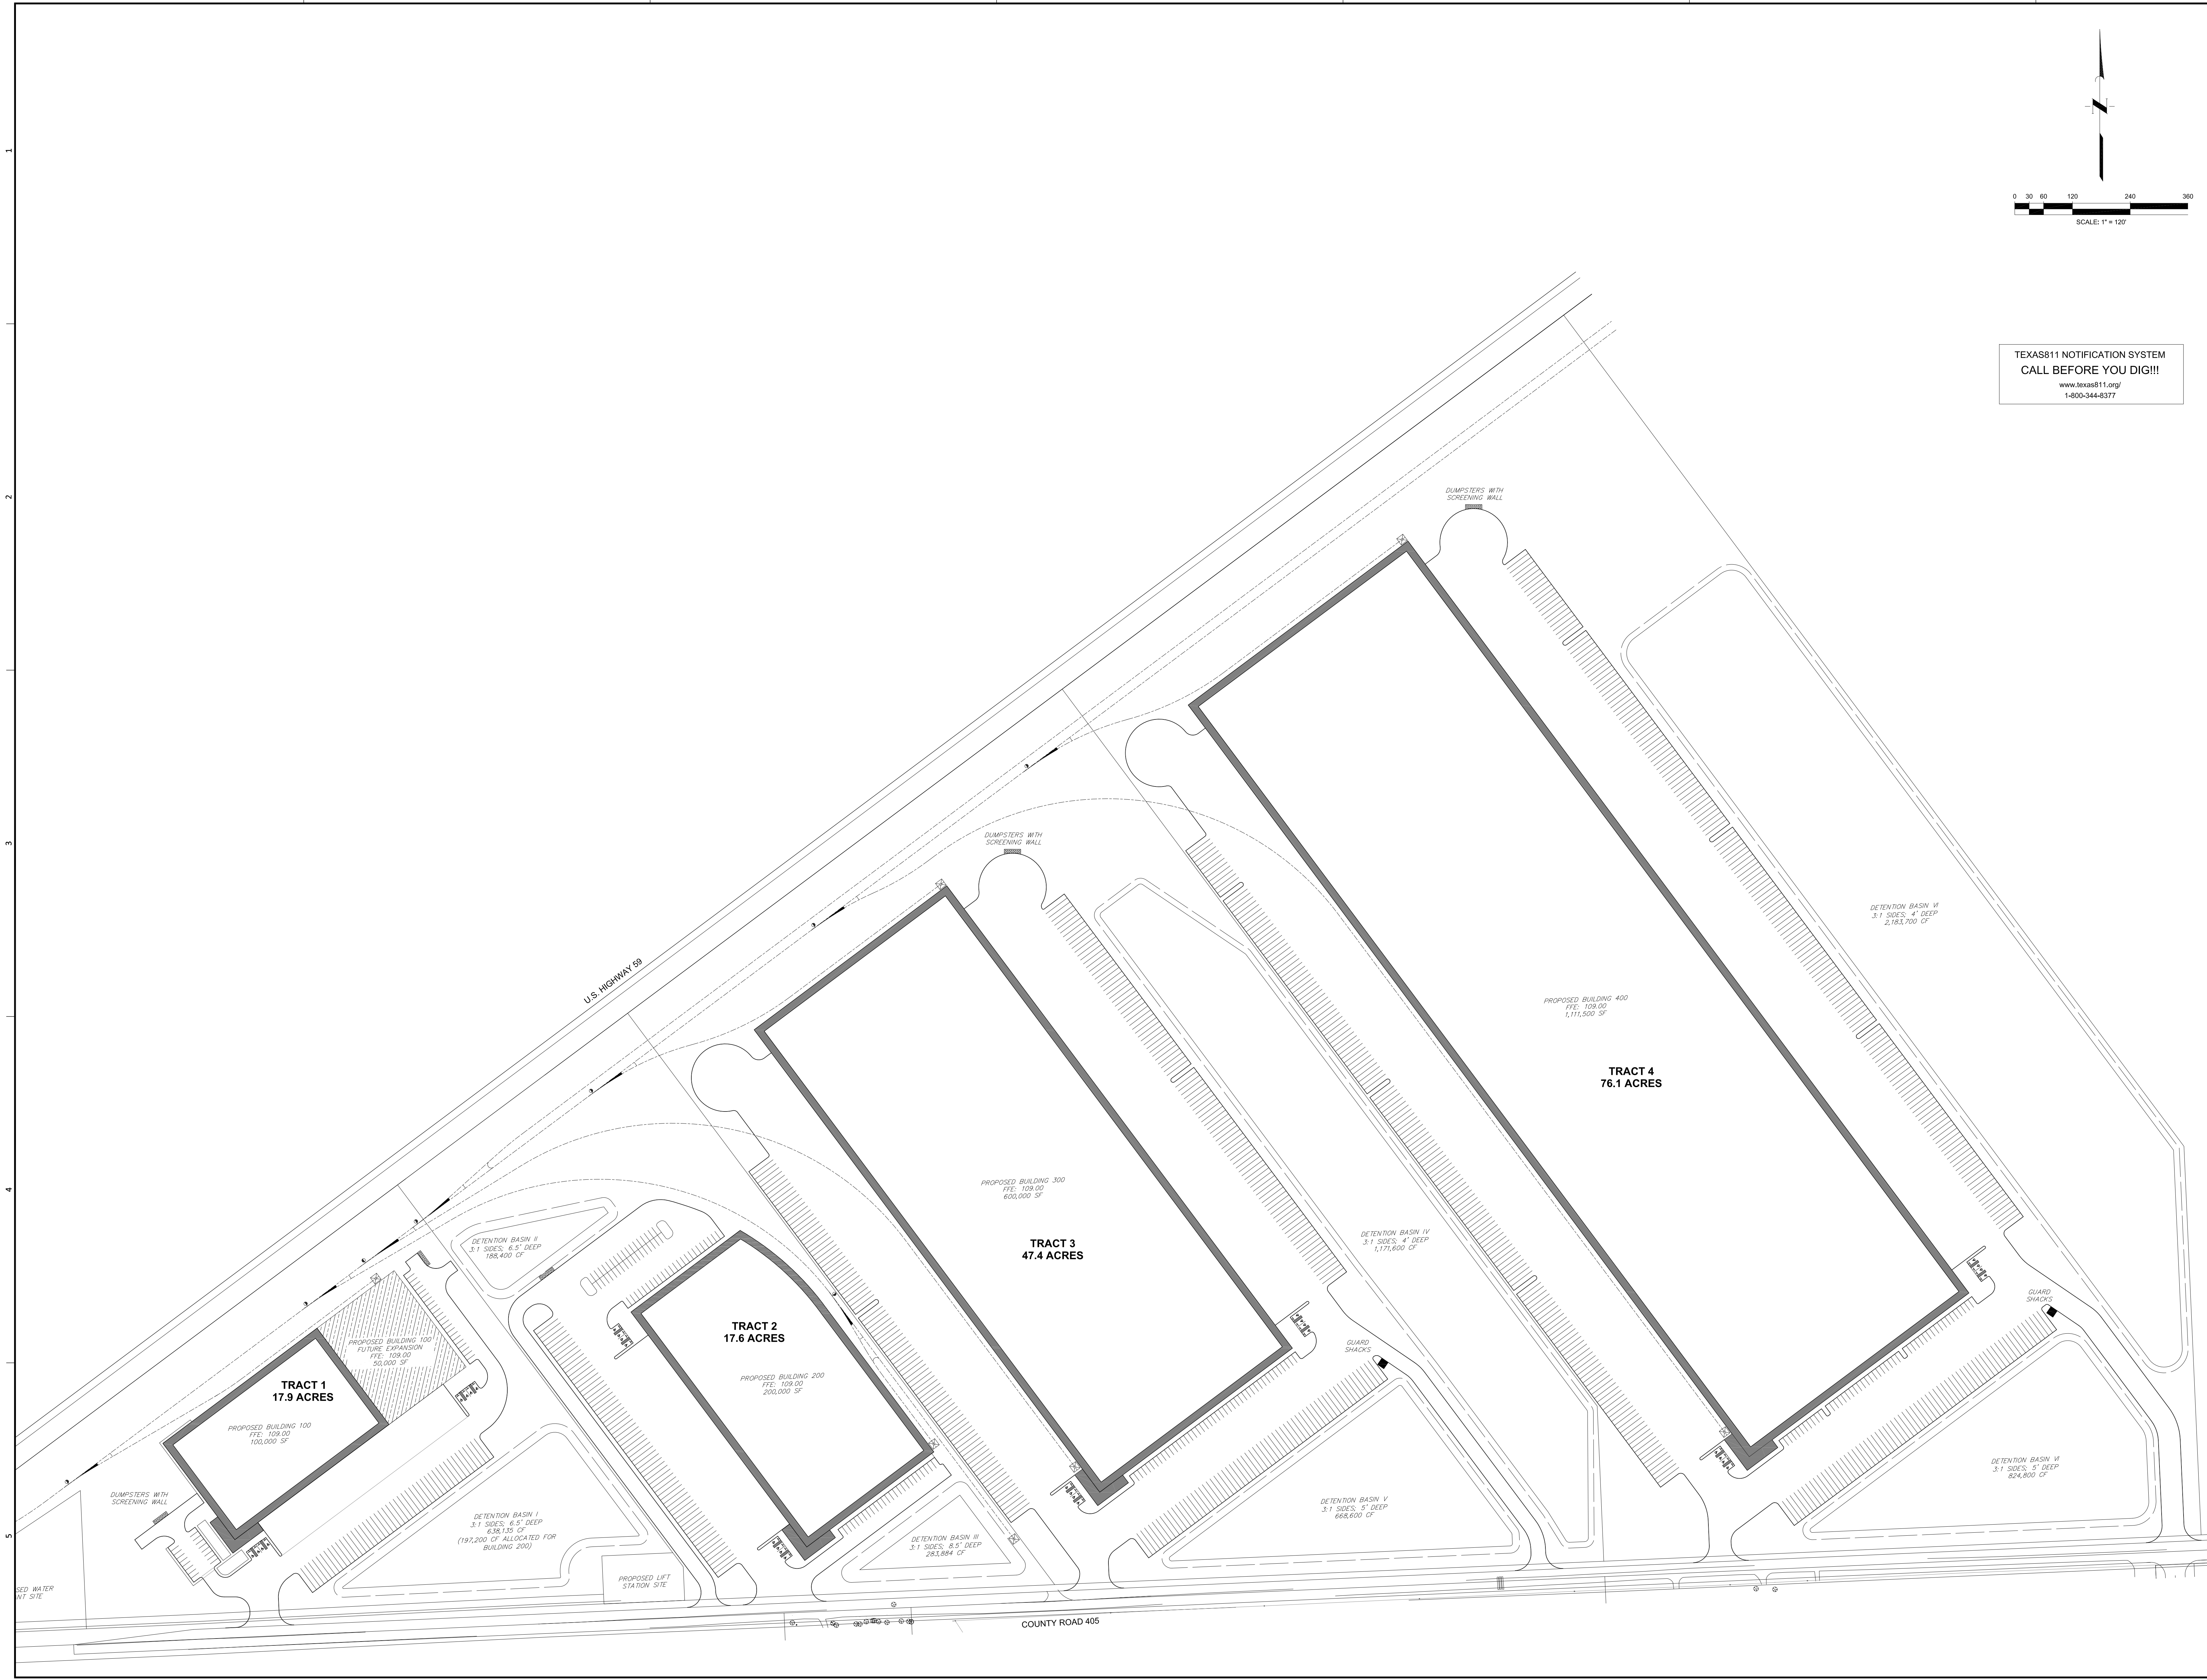 1
2
3
4
5
0 30 60 120 240 360
SCALE: 1" = 120'
TEXAS811 NOTIFICATION SYSTEM
CALL BEFORE YOU DIG!!!
www.texas811.org/
1-800-344-8377
DUMPSTERS WITH
SCREENING WALL
DUMPSTERS WITH
SCREENING WALL
U.S. HIGHWAY 59
DETENTION BASIN VI
3:1 SIDES; 4' DEEP
2,183,700 CF
PROPOSED BUILDING 400
FFE: 109.00
1,111,500 SF
TRACT 4
76.1 ACRES
PROPOSED BUILDING 300
FFE: 109.00
600,000 SF
TRACT 3
47.4 ACRES
DETENTION BASIN IV
3:1 SIDES; 4' DEEP
1,171,600 CF
DETENTION BASIN II
3:1 SIDES; 6.5' DEEP
188,400 CF
GUARD
SHACKS
GUARD
SHACKS
TRACT 2
17.6 ACRES
PROPOSED BUILDING 200
FFE: 109.00
200,000 SF
PROPOSED BUILDING 100
FUTURE EXPANSION
FFE: 109.00
50,000 SF
TRACT 1
17.9 ACRES
PROPOSED BUILDING 100
FFE: 109.00
100,000 SF
DUMPSTERS WITH
SCREENING WALL
DETENTION BASIN I
3:1 SIDES; 6.5' DEEP
638,135 CF
(197,200 CF ALLOCATED FOR
BUILDING 200)
DETENTION BASIN III
3:1 SIDES; 8.5' DEEP
283,884 CF
DETENTION BASIN V
3:1 SIDES; 5' DEEP
668,600 CF
DETENTION BASIN VI
3:1 SIDES; 5' DEEP
824,800 CF
PROPOSED LIFT
STATION SITE
SED WATER
NT SITE
COUNTY ROAD 405